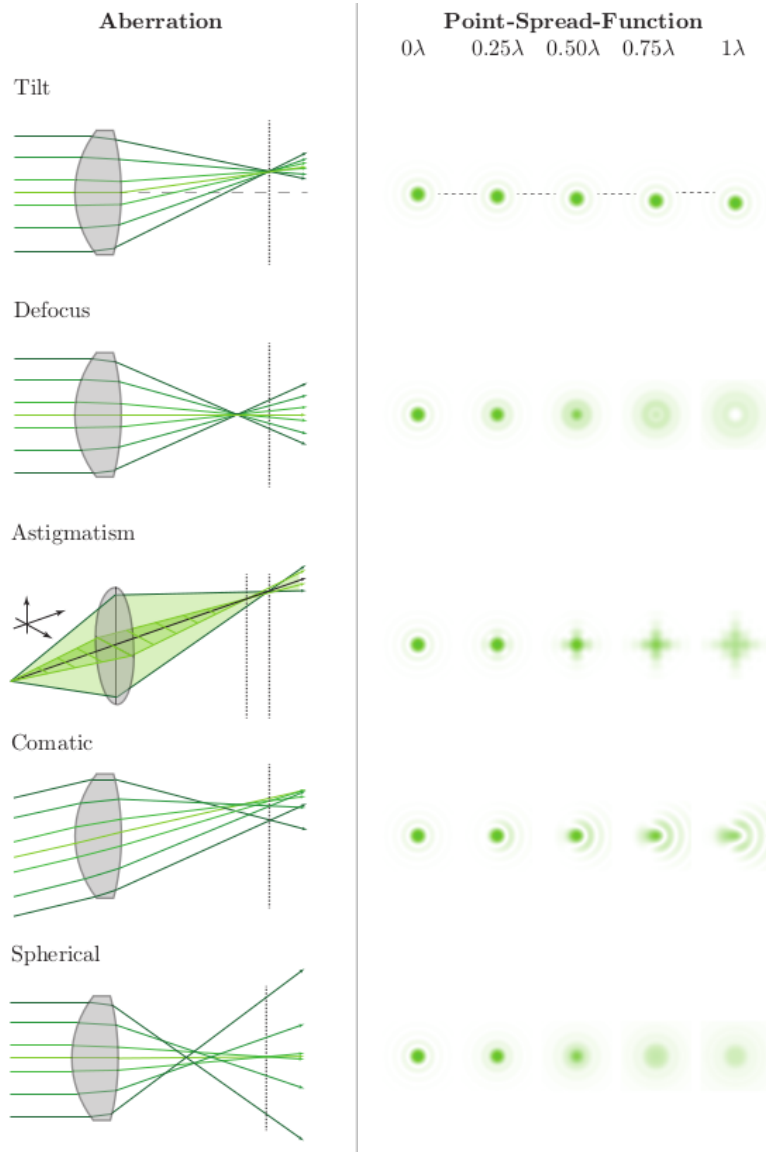 Aberration
Point-Spread-Function
0λ 0.25λ 0.50λ 0.75λ 1λ
Tilt
Defocus
Astigmatism
Comatic
Spherical